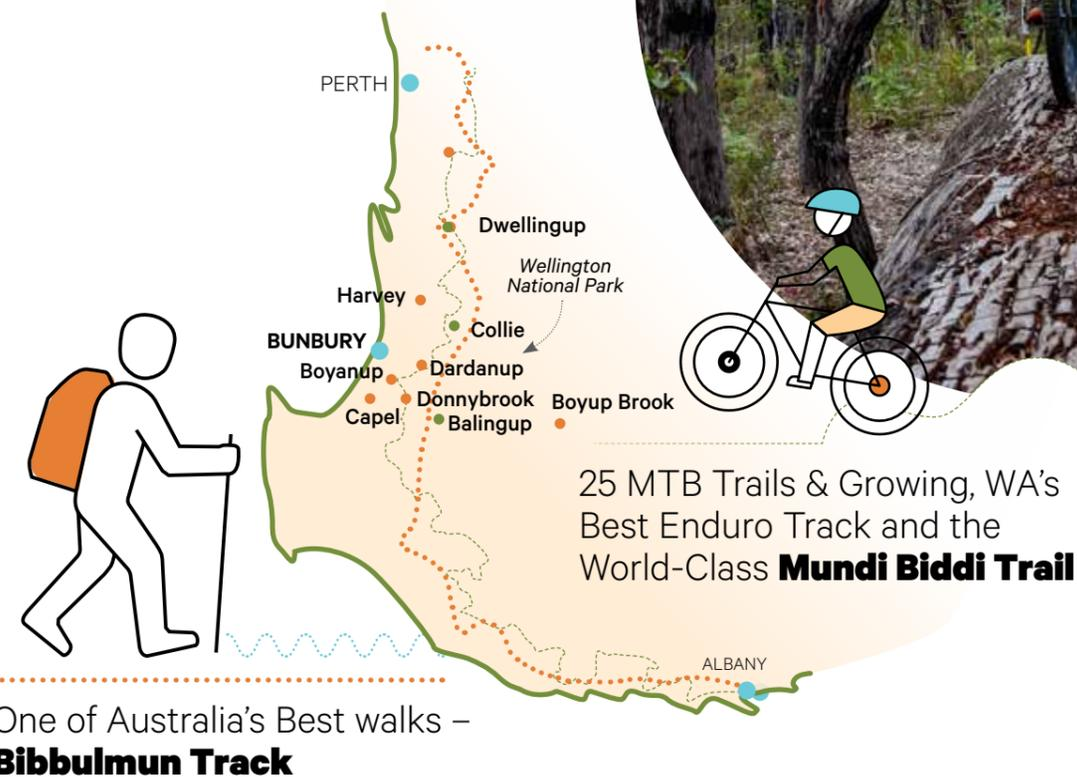 PERTH
Dwellingup
Wellington
National Park
Harvey
Collie
BUNBURY
Boyanup
Dardanup
Donnybrook
Boyup Brook
Capel
Balingup
25 MTB Trails & Growing, WA’s
Best Enduro Track and the
World-Class Mundi Biddi Trail
ALBANY
One of Australia’s Best walks –
Bibbulmun Track